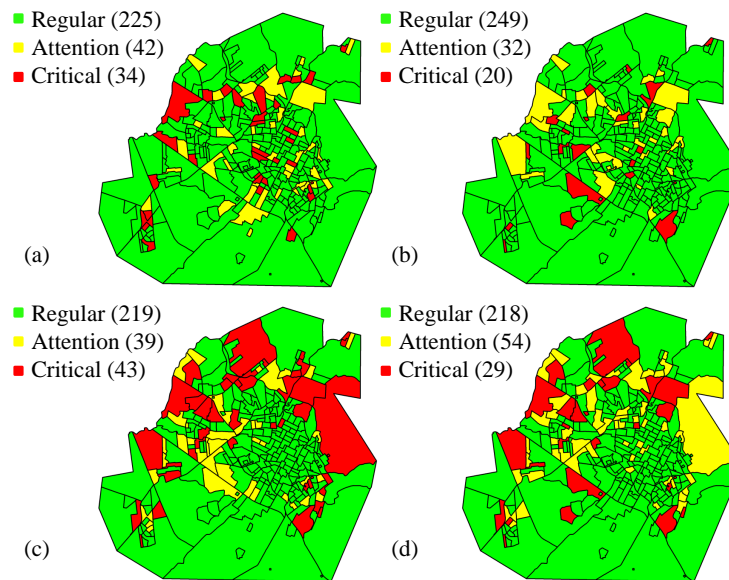 Regular (225)
Attention (42)
Critical (34)
(a)
Regular (249)
Attention (32)
Critical (20)
(b)
Regular (219)
Attention (39)
Critical (43)
(c)
Regular (218)
Attention (54)
Critical (29)
(d)